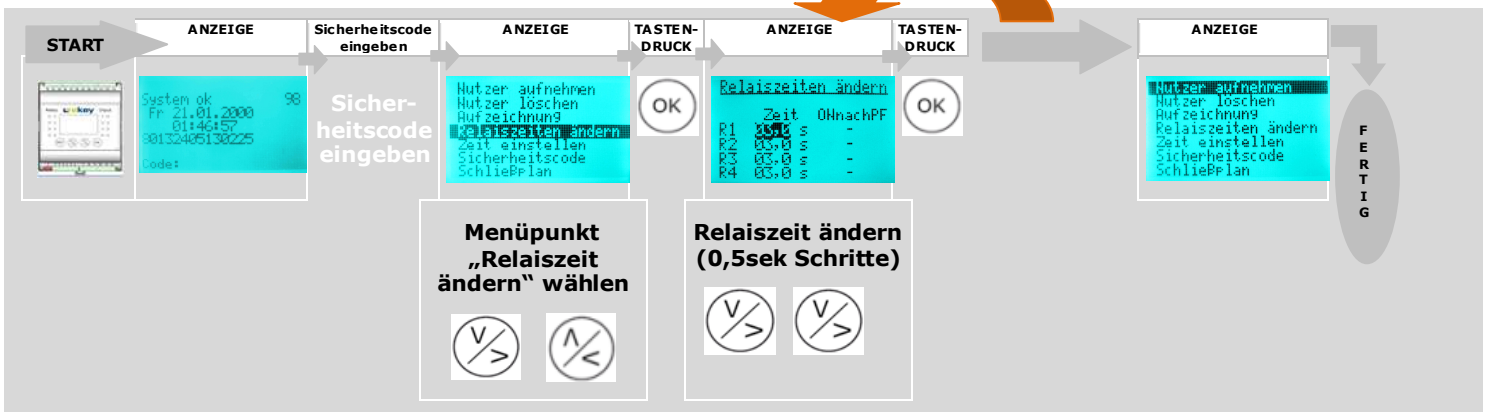 START
ANZEIGE
Sicherheitscode
eingeben
ANZEIGE
TASTEN-
DRUCK
ANZEIGE
TASTEN-
DRUCK
ANZEIGE
ekey
System ok 98
Fr 21.01.2000
01:46:57
80132405130225
Code:
Sicher-
heitscode
eingeben
Nutzer aufnehmen
Nutzer löschen
Aufzeichnung
Relaiszeiten ändern
Zeit einstellen
Sicherheitscode
Schließplan
OK
Relaiszeiten ändern
Zeit ONnachPF
R1 03,0 s -
R2 03,0 s -
R3 03,0 s -
R4 03,0 s -
OK
Nutzer aufnehmen
Nutzer löschen
Aufzeichnung
Relaiszeiten ändern
Zeit einstellen
Sicherheitscode
Schließplan
F
E
R
T
I
G
Menüpunkt
„Relaiszeit
ändern“ wählen
V/>
Λ/<
Relaiszeit ändern
(0,5sek Schritte)
V/>
V/>